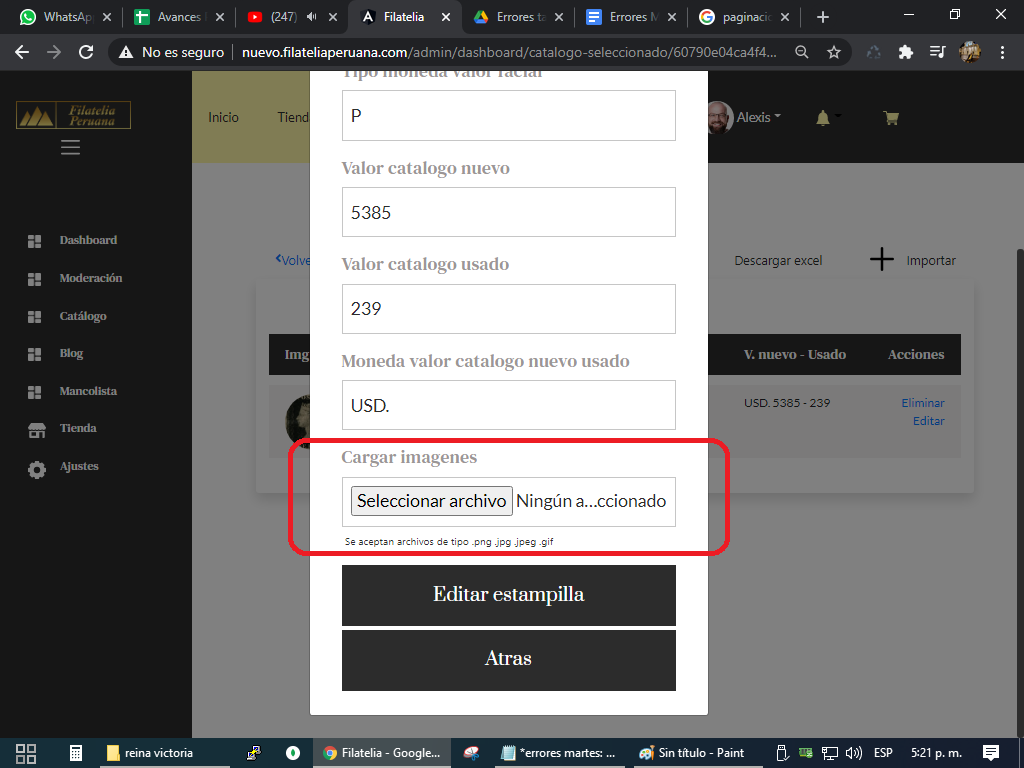 WhatsAp
Avances
(247)
Filatelia
Errores ta
Errores M
paginacio
No es seguro
nuevo.filateliaperuana.com/admin/dashboard/catalogo-seleccionado/60790e04ca4f4...
Filatelia
Peruana
Inicio
Tiend
Alexis
Dashboard
Moderación
Catálogo
Blog
Mancolista
Tienda
Ajustes
Volve
Descargar excel
Importar
Img
V. nuevo - Usado
Acciones
USD. 5385 - 239
Eliminar
Editar
Tipo moneda valor facial
P
Valor catalogo nuevo
5385
Valor catalogo usado
239
Moneda valor catalogo nuevo usado
USD.
Cargar imagenes
Seleccionar archivo Ningún a...ccionado
Se aceptan archivos de tipo .png .jpg .jpeg .gif
Editar estampilla
Atras
reina victoria
Filatelia - Google...
*errores martes: ...
Sin título - Paint
ESP
5:21 p. m.